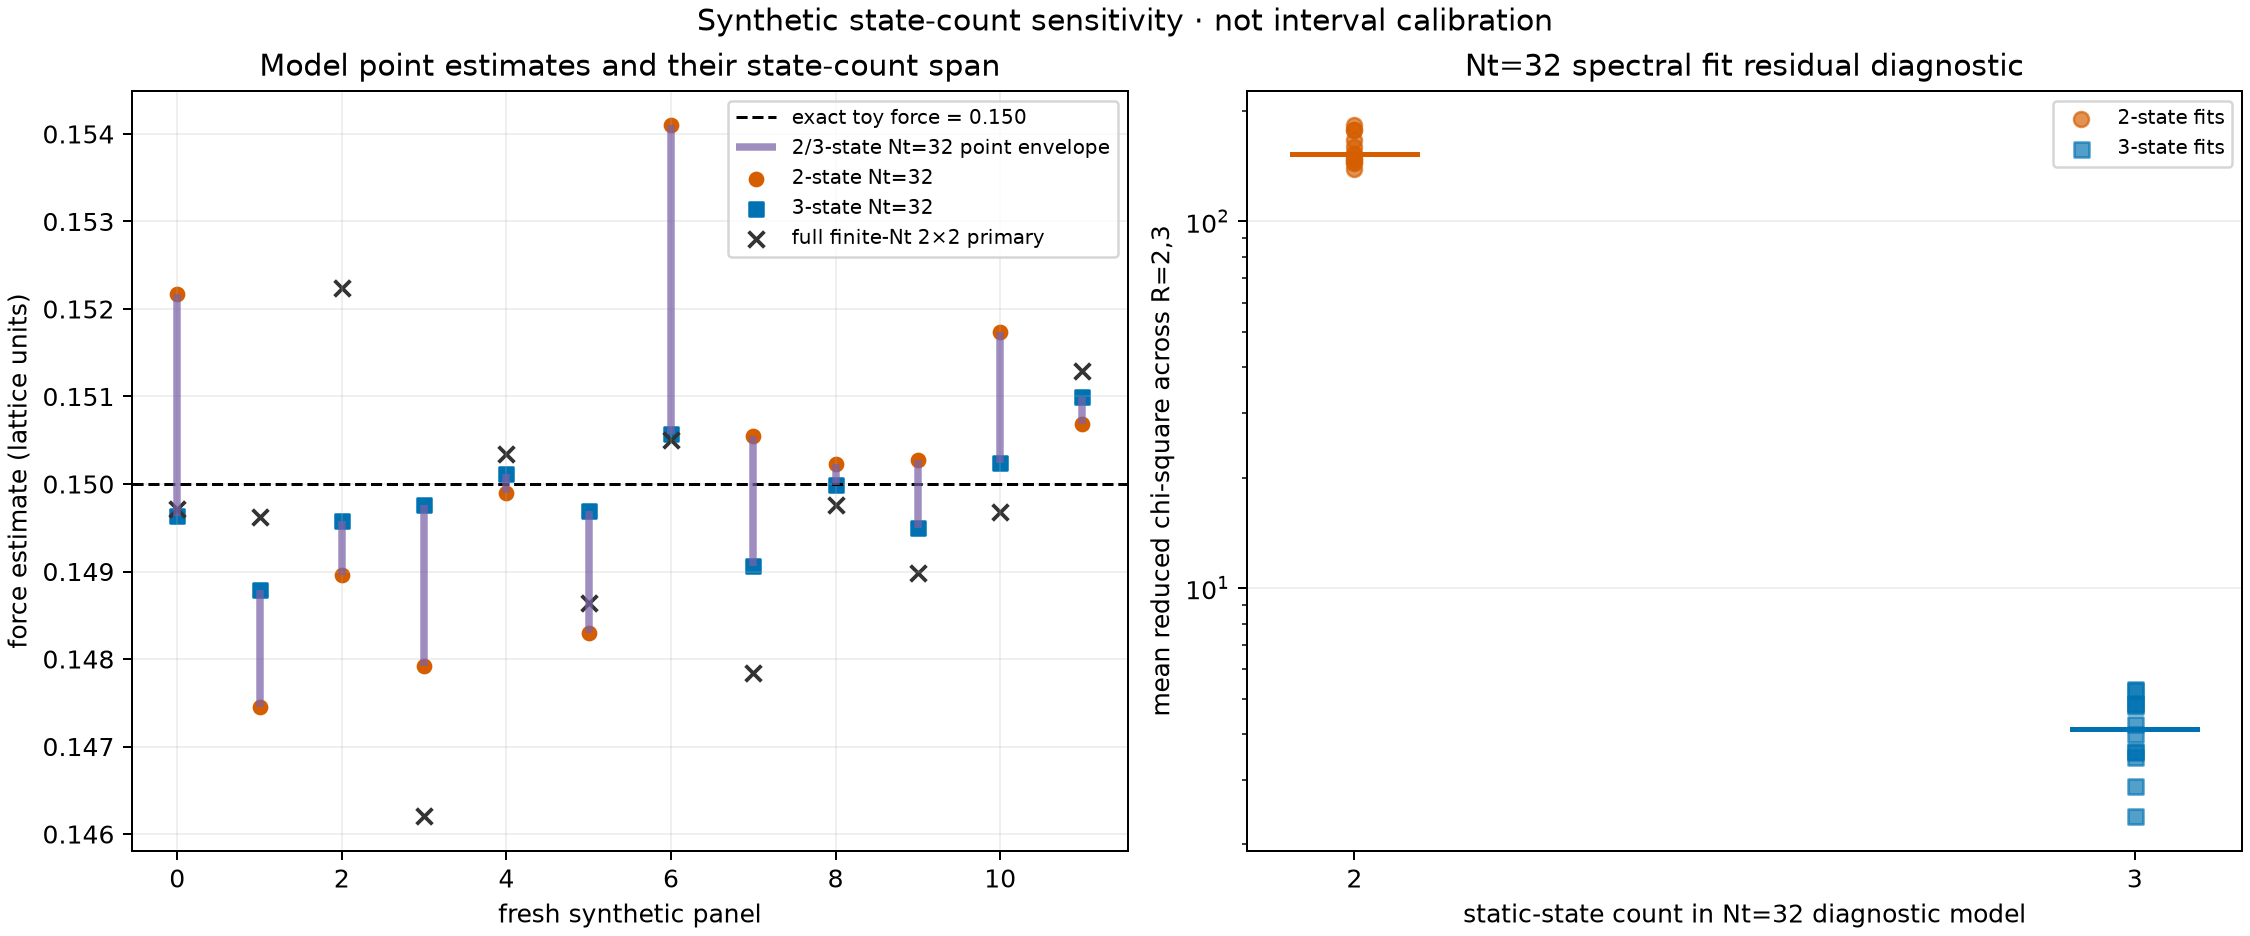 Synthetic state-count sensitivity · not interval calibration
Model point estimates and their state-count span
force estimate (lattice units)
0.154
0.153
0.152
0.151
0.150
0.149
0.148
0.147
0.146
exact toy force = 0.150
2/3-state Nt=32 point envelope
2-state Nt=32
3-state Nt=32
full finite-Nt 2×2 primary
0 2 4 6 8 10
fresh synthetic panel
Nt=32 spectral fit residual diagnostic
mean reduced chi-square across R=2,3
10²
10¹
2-state fits
3-state fits
2 3
static-state count in Nt=32 diagnostic model